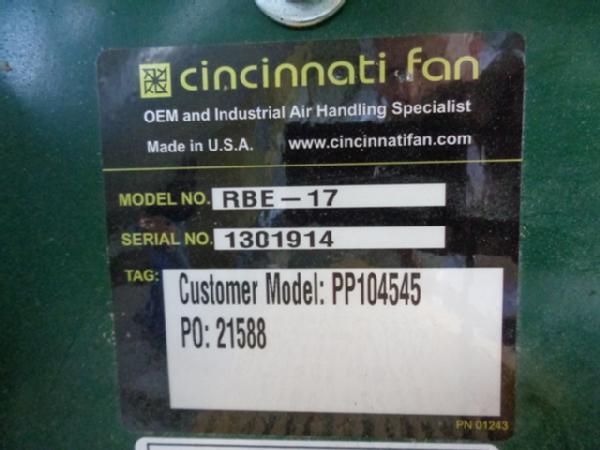 cincinnati fan
OEM and Industrial Air Handling Specialist
Made in U.S.A. www.cincinnatifan.com
MODEL NO. RBE-17
SERIAL NO. 1301914
TAG: Customer Model: PP104545
PO: 21588
PN 01243